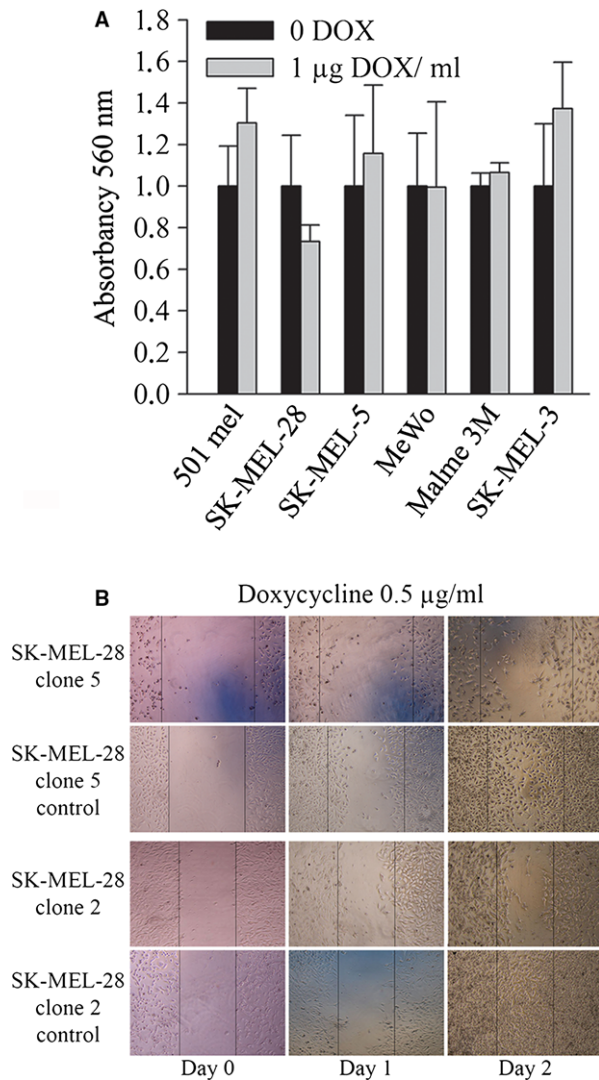 A
0 DOX
1 µg DOX/ ml
Absorbancy 560 nm
1.8
1.6
1.4
1.2
1.0
0.8
0.6
0.4
0.2
0.0
501 mel
SK-MEL-28
SK-MEL-5
MeWo
Malme 3M
SK-MEL-3
B
Doxycycline 0.5 µg/ml
SK-MEL-28
clone 5
SK-MEL-28
clone 5
control
SK-MEL-28
clone 2
SK-MEL-28
clone 2
control
Day 0
Day 1
Day 2